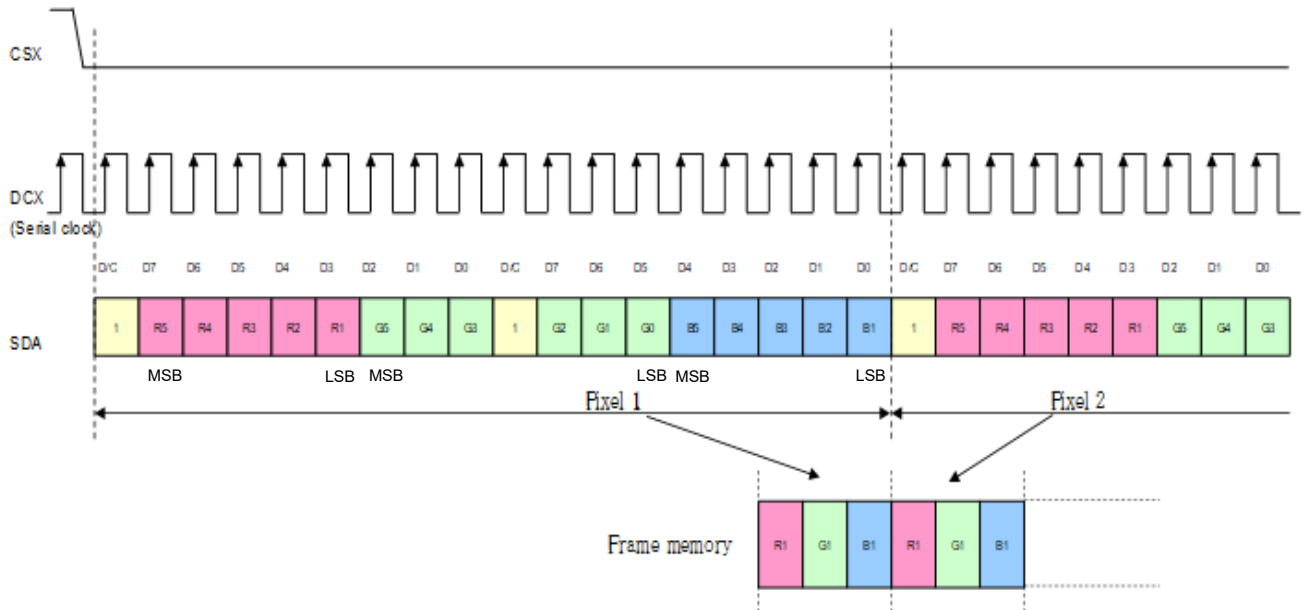 CSX
DCX
(Serial clock)
D/C D7 D6 D5 D4 D3 D2 D1 D0 D/C D7 D6 D5 D4 D3 D2 D1 D0 D/C D7 D6 D5 D4 D3 D2 D1 D0
SDA
1 R5 R4 R3 R2 R1 G5 G4 G3 1 G2 G1 G0 B5 B4 B3 B2 B1 1 R5 R4 R3 R2 R1 G5 G4 G3
MSB LSB MSB LSB MSB LSB
Pixel 1 Pixel 2
Frame memory R1 G1 B1 R1 G1 B1